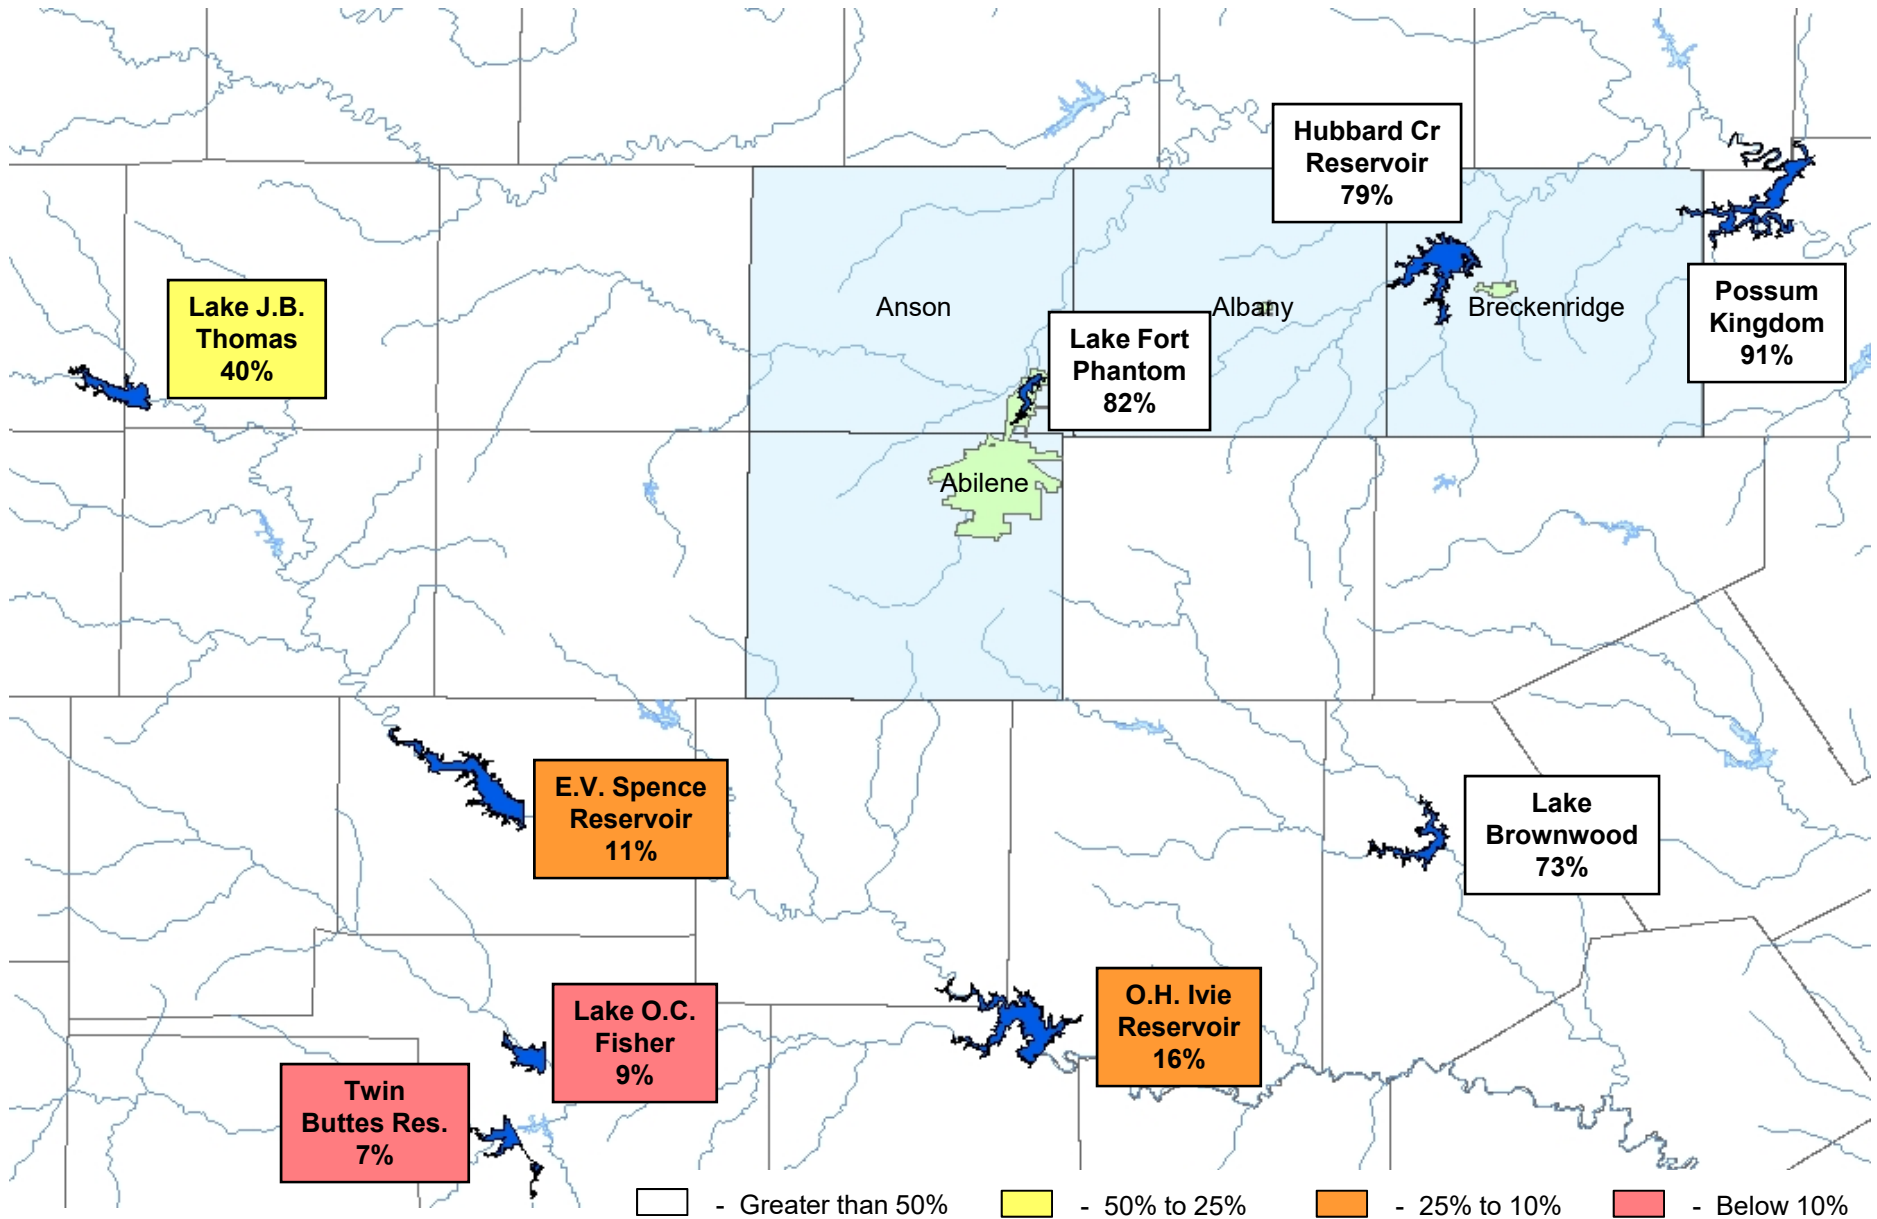 Hubbard Cr
Reservoir
79%
Possum
Kingdom
91%
Lake J.B.
Thomas
40%
Anson
Albany
Breckenridge
Lake Fort
Phantom
82%
Abilene
E.V. Spence
Reservoir
11%
Lake
Brownwood
73%
O.H. Ivie
Reservoir
16%
Lake O.C.
Fisher
9%
Twin
Buttes Res.
7%
- Greater than 50%
- 50% to 25%
- 25% to 10%
- Below 10%